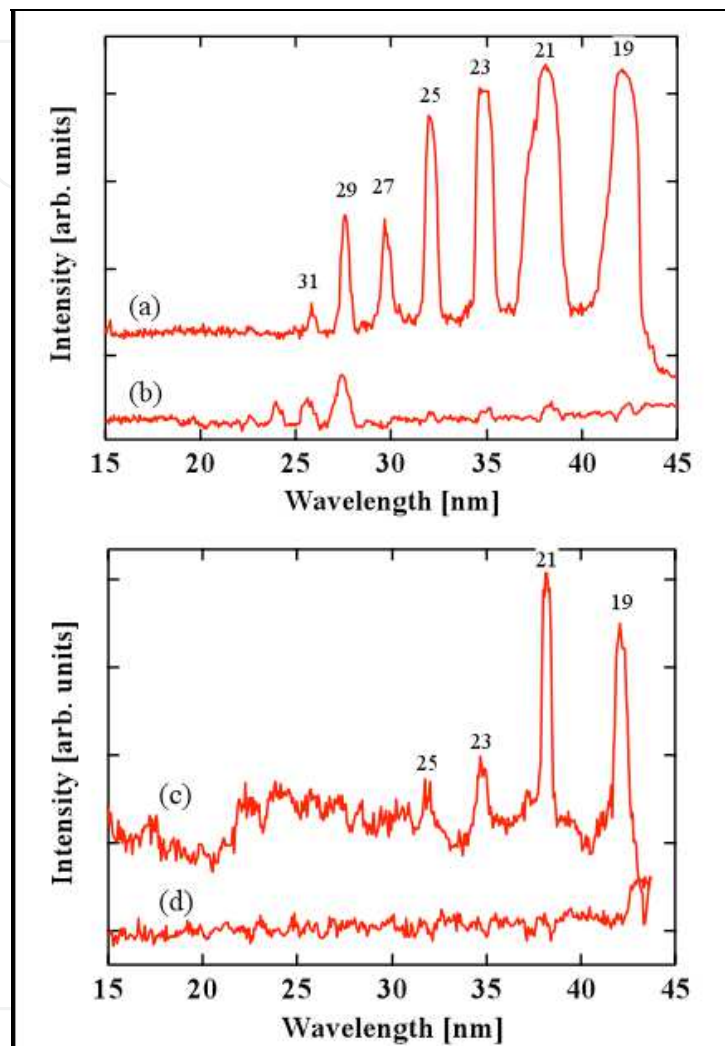 Intensity [arb. units]
19
21
23
25
27
29
31
(a)
(b)
15 20 25 30 35 40 45
Wavelength [nm]
Intensity [arb. units]
21
19
23
25
(c)
(d)
15 20 25 30 35 40 45
Wavelength [nm]